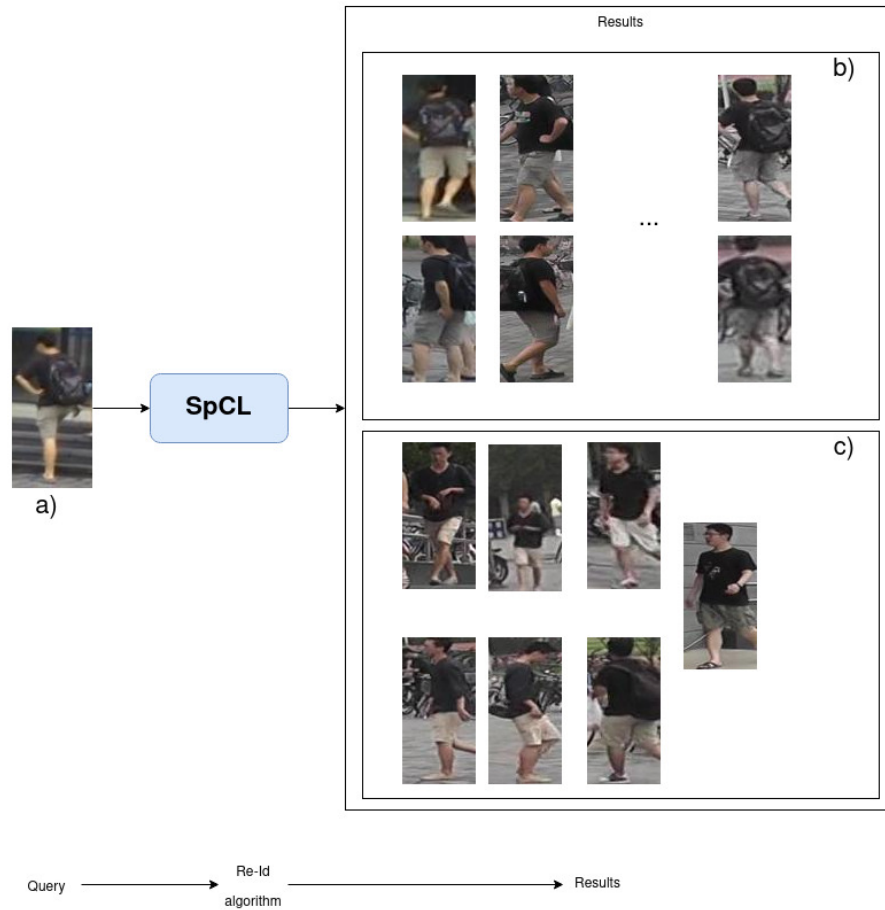 Results
b)
...
SpCL
a)
c)
Query
Re-Id
algorithm
Results